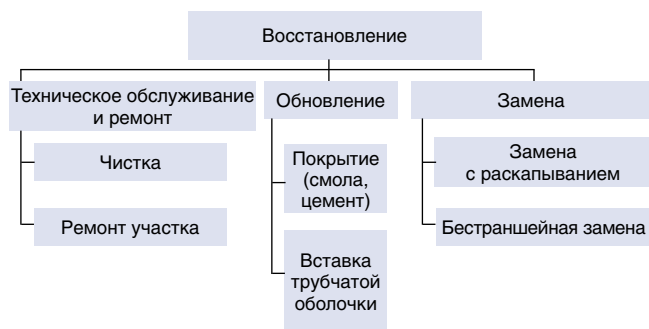 Восстановление
Техническое обслуживание
и ремонт
Чистка
Ремонт участка
Обновление
Покрытие
(смола,
цемент)
Вставка
трубчатой
оболочки
Замена
Замена
с раскапыванием
Бестраншейная замена